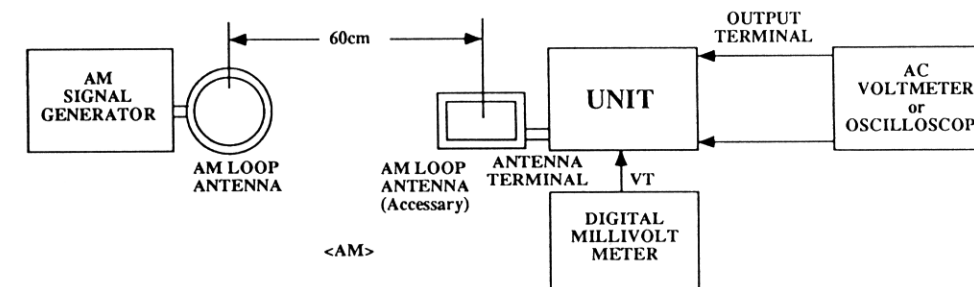 AM
SIGNAL
GENERATOR
60cm
AM LOOP
ANTENNA
AM LOOP
ANTENNA
(Accessary)
ANTENNA
TERMINAL
UNIT
OUTPUT
TERMINAL
AC
VOLTMETER
or
OSCILLOSCOP
VT
DIGITAL
MILLIVOLT
METER
<AM>